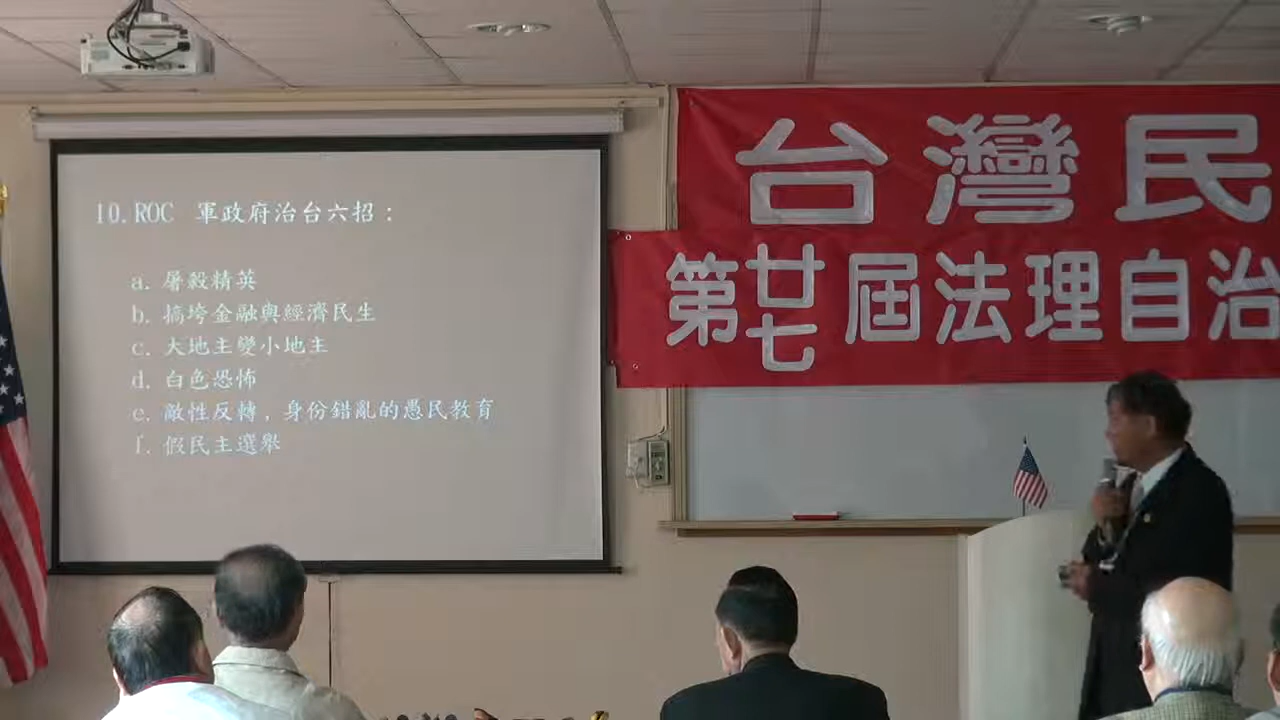 10.ROC 軍政府治台六招：
a. 屠殺精英
b. 搞垮金融與經濟民生
c. 大地主變小地主
d. 白色恐怖
e. 敵性反轉，身份錯亂的愚民教育
f. 假民主選舉
台灣民
第廿七屆法理自治